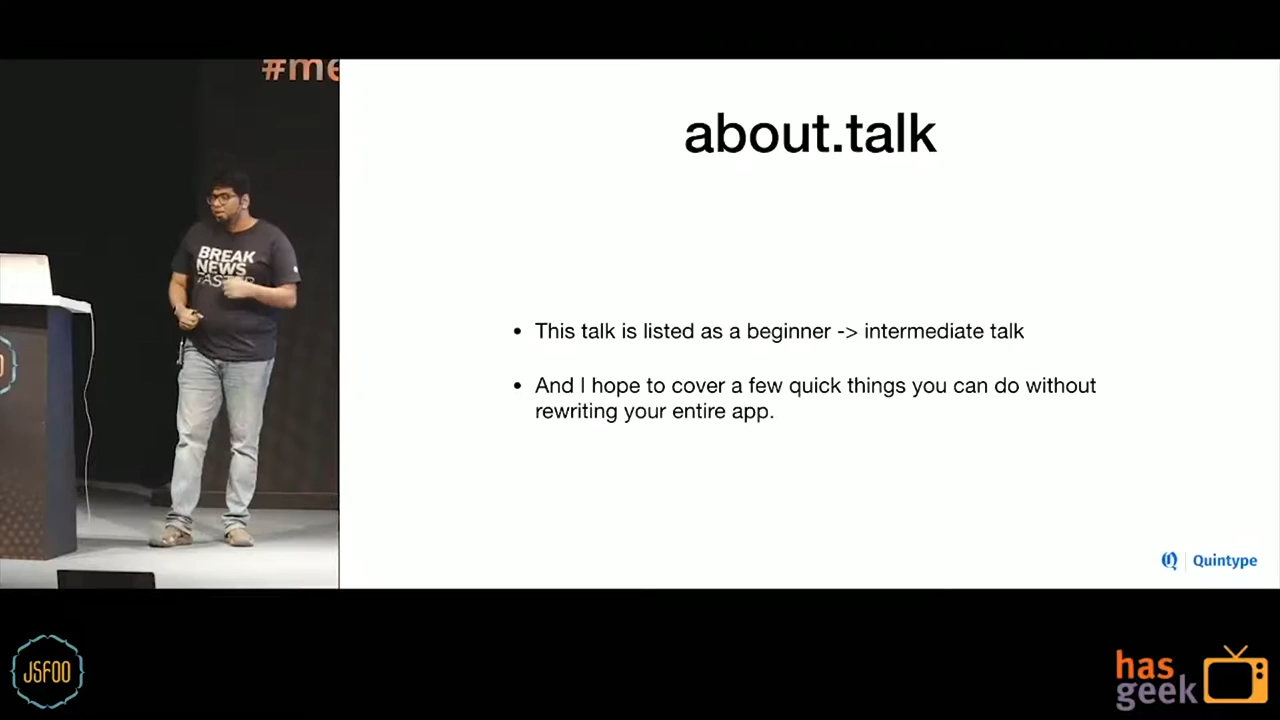 #me
about.talk
BREAK
NEWS
FASTER
• This talk is listed as a beginner -> intermediate talk
• And I hope to cover a few quick things you can do without
rewriting your entire app.
Quintype
JSFOO
has
geek